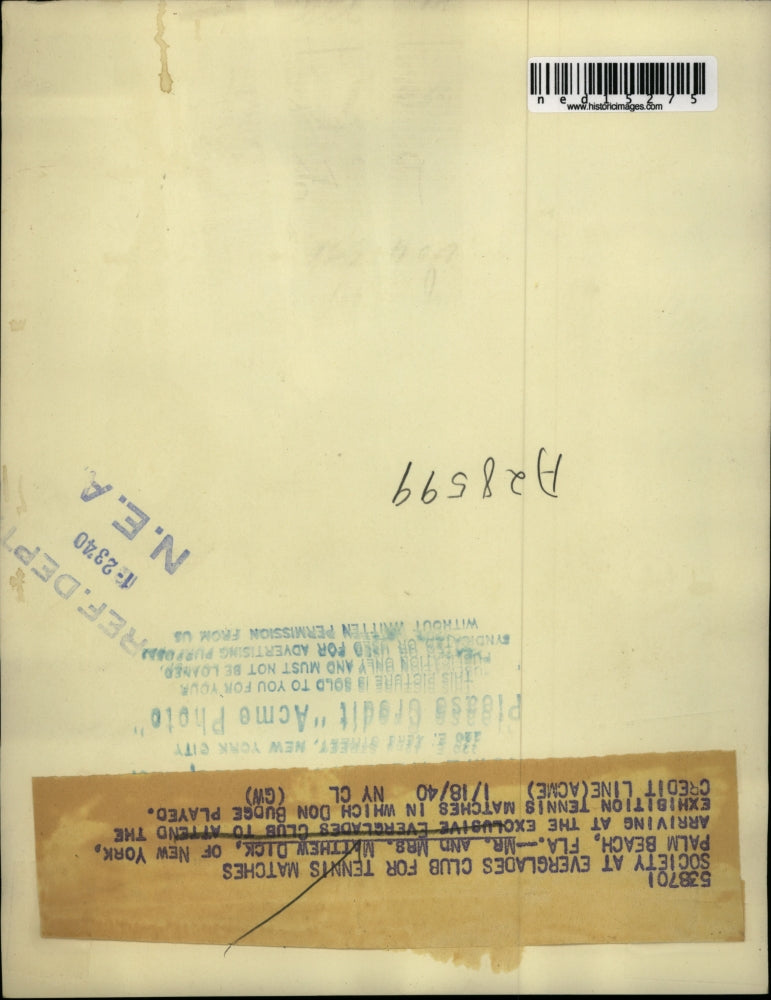 ned15275
www.historicimages.com
A28599
N.E.A.
1-23-40
REF. DEPT
538701
SOCIETY AT EVERGLADES CLUB FOR TENNIS MATCHES
PALM BEACH, FLA.--MR. AND MRS. MATTHEW DICK, OF NEW YORK,
ARRIVING AT THE EXCLUSIVE EVERGLADES CLUB TO ATTEND THE
EXHIBITION TENNIS MATCHES IN WHICH DON BUDGE PLAYED.
CREDIT LINE(ACME) 1/18/40 NY CL (GW)
220 E. 42nd STREET, NEW YORK CITY
Please Credit "Acme Photo"
THIS PICTURE IS SOLD TO YOU FOR YOUR
PUBLICATION ONLY AND MUST NOT BE LOANED,
SYNDICATED OR USED FOR ADVERTISING PURPOSES
WITHOUT WRITTEN PERMISSION FROM US